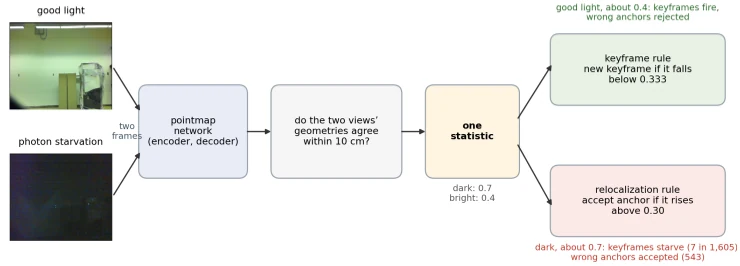 good light
photon starvation
two
frames
pointmap
network
(encoder, decoder)
do the two views'
geometries agree
within 10 cm?
one
statistic
dark: 0.7
bright: 0.4
good light, about 0.4: keyframes fire,
wrong anchors rejected
keyframe rule
new keyframe if it falls
below 0.333
relocalization rule
accept anchor if it rises
above 0.30
dark, about 0.7: keyframes starve (7 in 1,605)
wrong anchors accepted (543)